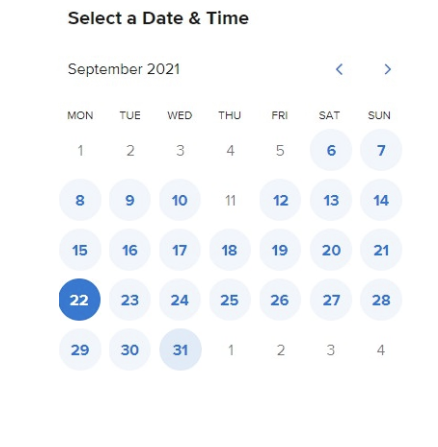 Select a Date & Time
September 2021
MON TUE WED THU FRI SAT SUN
1 2 3 4 5 6 7
8 9 10 11 12 13 14
15 16 17 18 19 20 21
22 23 24 25 26 27 28
29 30 31 1 2 3 4